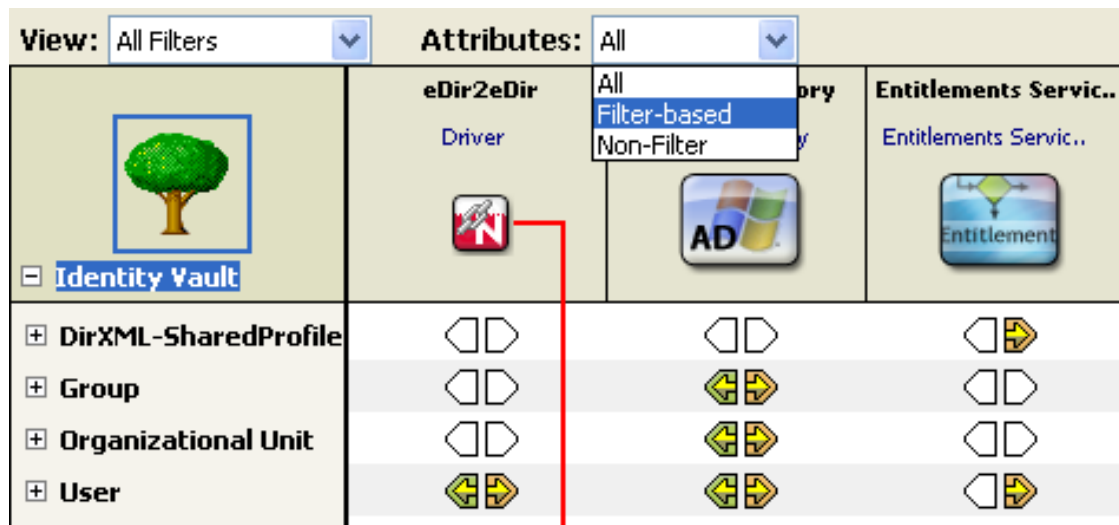 View: All Filters Attributes: All
All
Filter-based
Non-Filter
eDir2eDir ory Entitlements Servic..
Driver y Entitlements Servic..
N AD Entitlement
Identity Vault
DirXML-SharedProfile
Group
Organizational Unit
User